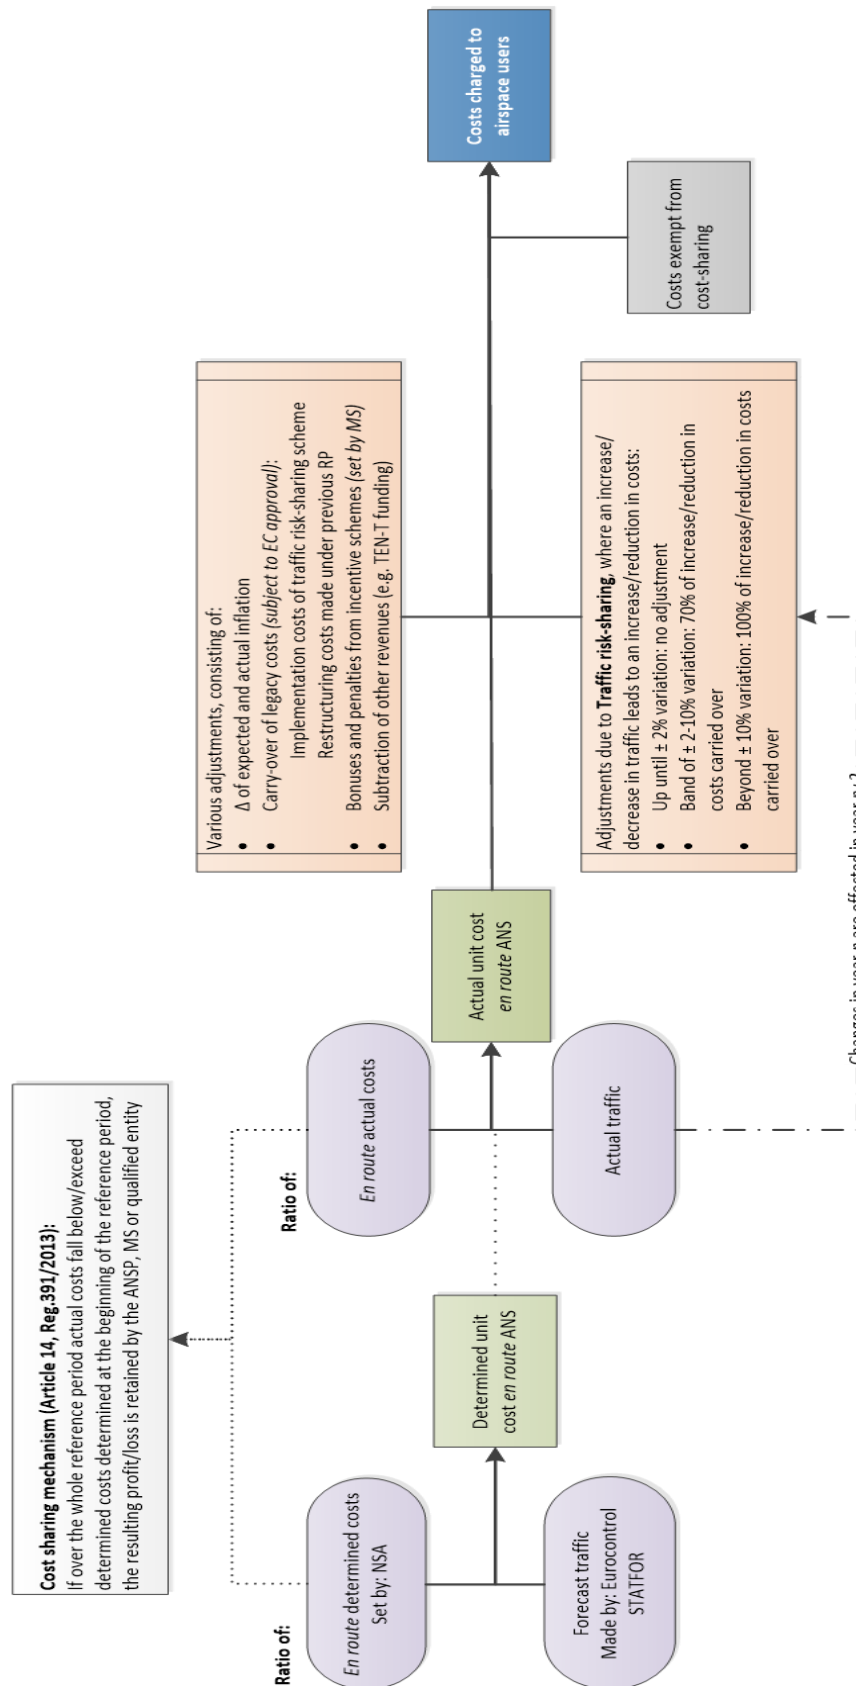 Cost sharing mechanism (Article 14, Reg.391/2013):
If over the whole reference period actual costs fall below/exceed
determined costs determined at the beginning of the reference period,
the resulting profit/loss is retained by the ANSP, MS or qualified entity
Ratio of:
En route determined costs
Set by: NSA
Forecast traffic
Made by: Eurocontrol
STATFOR
Determined unit
cost en route ANS
Ratio of:
En route actual costs
Actual traffic
Actual unit cost
en route ANS
Various adjustments, consisting of:
• Δ of expected and actual inflation
• Carry-over of legacy costs (subject to EC approval):
Implementation costs of traffic risk-sharing scheme
Restructuring costs made under previous RP
• Bonuses and penalties from incentive schemes (set by MS)
• Subtraction of other revenues (e.g. TEN-T funding)
Adjustments due to Traffic risk-sharing, where an increase/
decrease in traffic leads to an increase/reduction in costs:
• Up until ± 2% variation: no adjustment
• Band of ± 2-10% variation: 70% of increase/reduction in
costs carried over
• Beyond ± 10% variation: 100% of increase/reduction in costs
carried over
Changes in year n are effected in year
Costs exempt from
cost-sharing
Costs charged to
airspace users